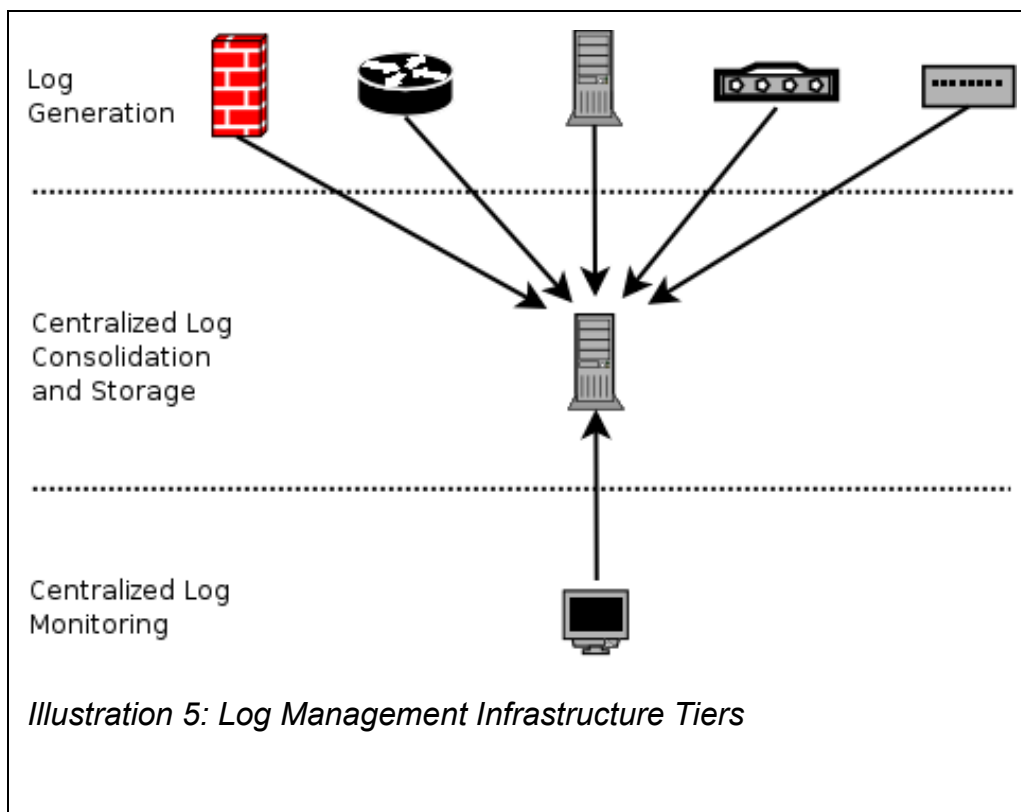 Log
Generation
Centralized Log
Consolidation
and Storage
Centralized Log
Monitoring
Illustration 5: Log Management Infrastructure Tiers